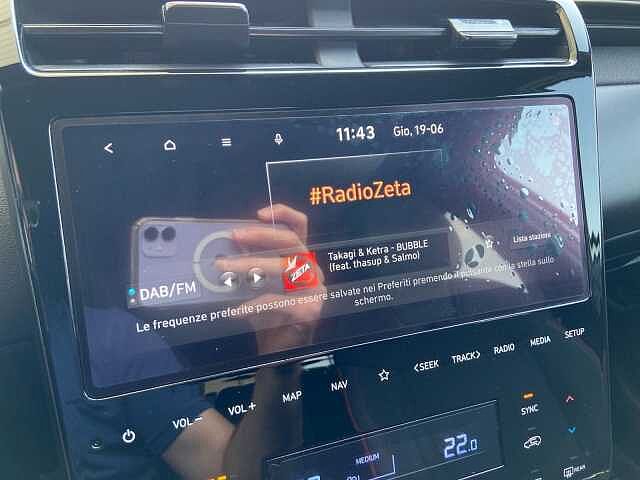 11:43 Gio, 19-06
#RadioZeta
Takagi & Ketra - BUBBLE
(feat. thasup & Salmo)
Lista stazioni
ZETA
DAB/FM
Le frequenze preferite possono essere salvate nei Preferiti premendo il pulsante con la stella sullo
schermo.
VOL− VOL+ MAP NAV <SEEK TRACK> RADIO MEDIA SETUP
SYNC
MEDIUM
22.0
REAR